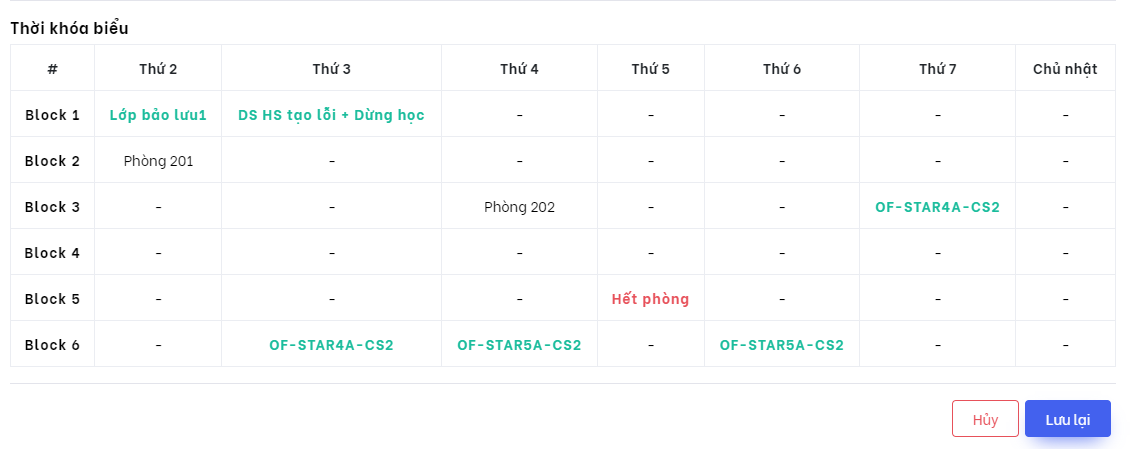 Thời khóa biểu
# Thứ 2 Thứ 3 Thứ 4 Thứ 5 Thứ 6 Thứ 7 Chủ nhật
Block 1 Lớp bảo lưu1 DS HS tạo lỗi + Dừng học - - - - -
Block 2 Phòng 201 - - - - - -
Block 3 - - Phòng 202 - - OF-STAR4A-CS2 -
Block 4 - - - - - - -
Block 5 - - - Hết phòng - - -
Block 6 - OF-STAR4A-CS2 OF-STAR5A-CS2 - OF-STAR5A-CS2 - -
Hủy Lưu lại